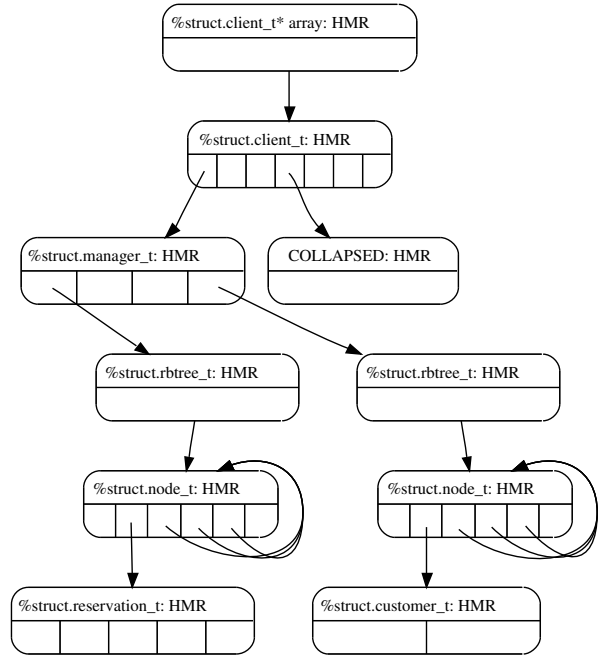 %struct.client_t* array: HMR
%struct.client_t: HMR
%struct.manager_t: HMR
COLLAPSED: HMR
%struct.rbtree_t: HMR
%struct.rbtree_t: HMR
%struct.node_t: HMR
%struct.node_t: HMR
%struct.reservation_t: HMR
%struct.customer_t: HMR